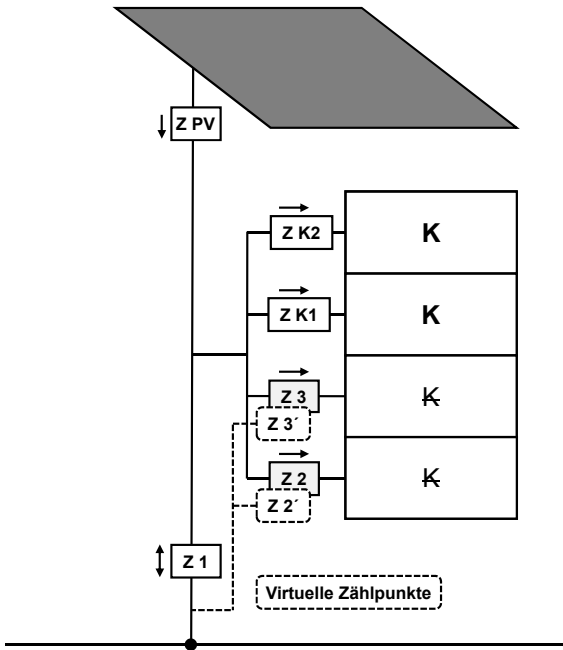 Z PV
Z K2
K
Z K1
K
Z 3
Z 3´
K
Z 2
Z 2´
K
Z 1
Virtuelle Zählpunkte